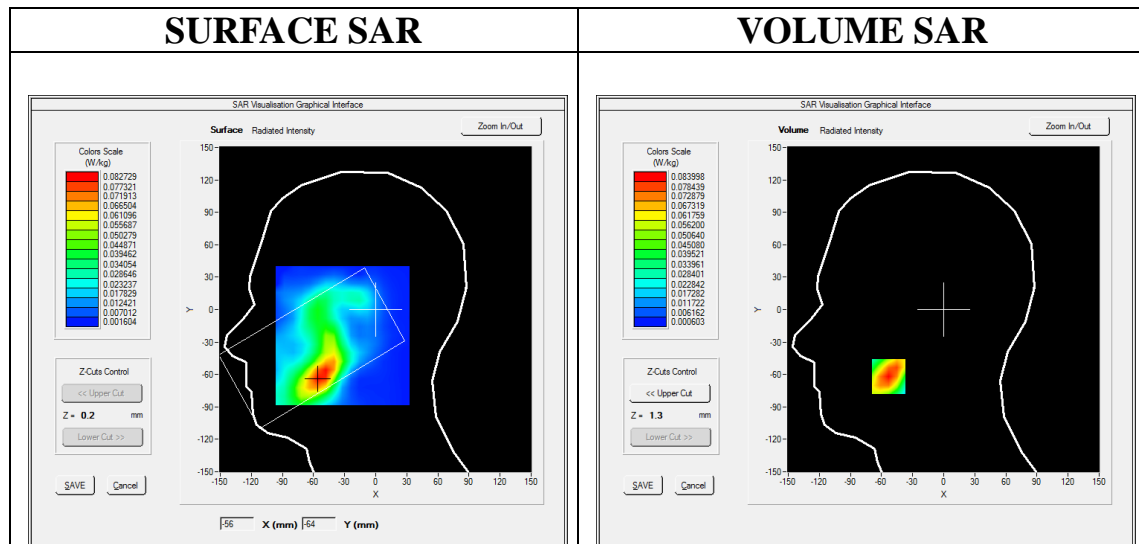 SURFACE SAR
VOLUME SAR
SAR Visualisation Graphical Interface
Surface Radiated Intensity
Zoom In/Out
Colors Scale
(W/kg)
0.082729
0.077321
0.071913
0.066504
0.061096
0.055687
0.050279
0.044871
0.039462
0.034054
0.028646
0.023237
0.017829
0.012421
0.007012
0.001604
Z-Cuts Control
<< Upper Cut
Z = 0.2 mm
Lower Cut >>
SAVE Cancel
150
120
90
60
30
0
-30
-60
-90
-120
-150
Y
-150 -120 -90 -60 -30 0 30 60 90 120 150
X
-56 X (mm) -64 Y (mm)
SAR Visualisation Graphical Interface
Volume Radiated Intensity
Zoom In/Out
Colors Scale
(W/kg)
0.083998
0.078439
0.072879
0.067319
0.061759
0.056200
0.050640
0.045080
0.039521
0.033961
0.028401
0.022842
0.017282
0.011722
0.006162
0.000603
Z-Cuts Control
<< Upper Cut
Z = 1.3 mm
Lower Cut >>
SAVE Cancel
150
120
90
60
30
0
-30
-60
-90
-120
-150
Y
-150 -120 -90 -60 -30 0 30 60 90 120 150
X